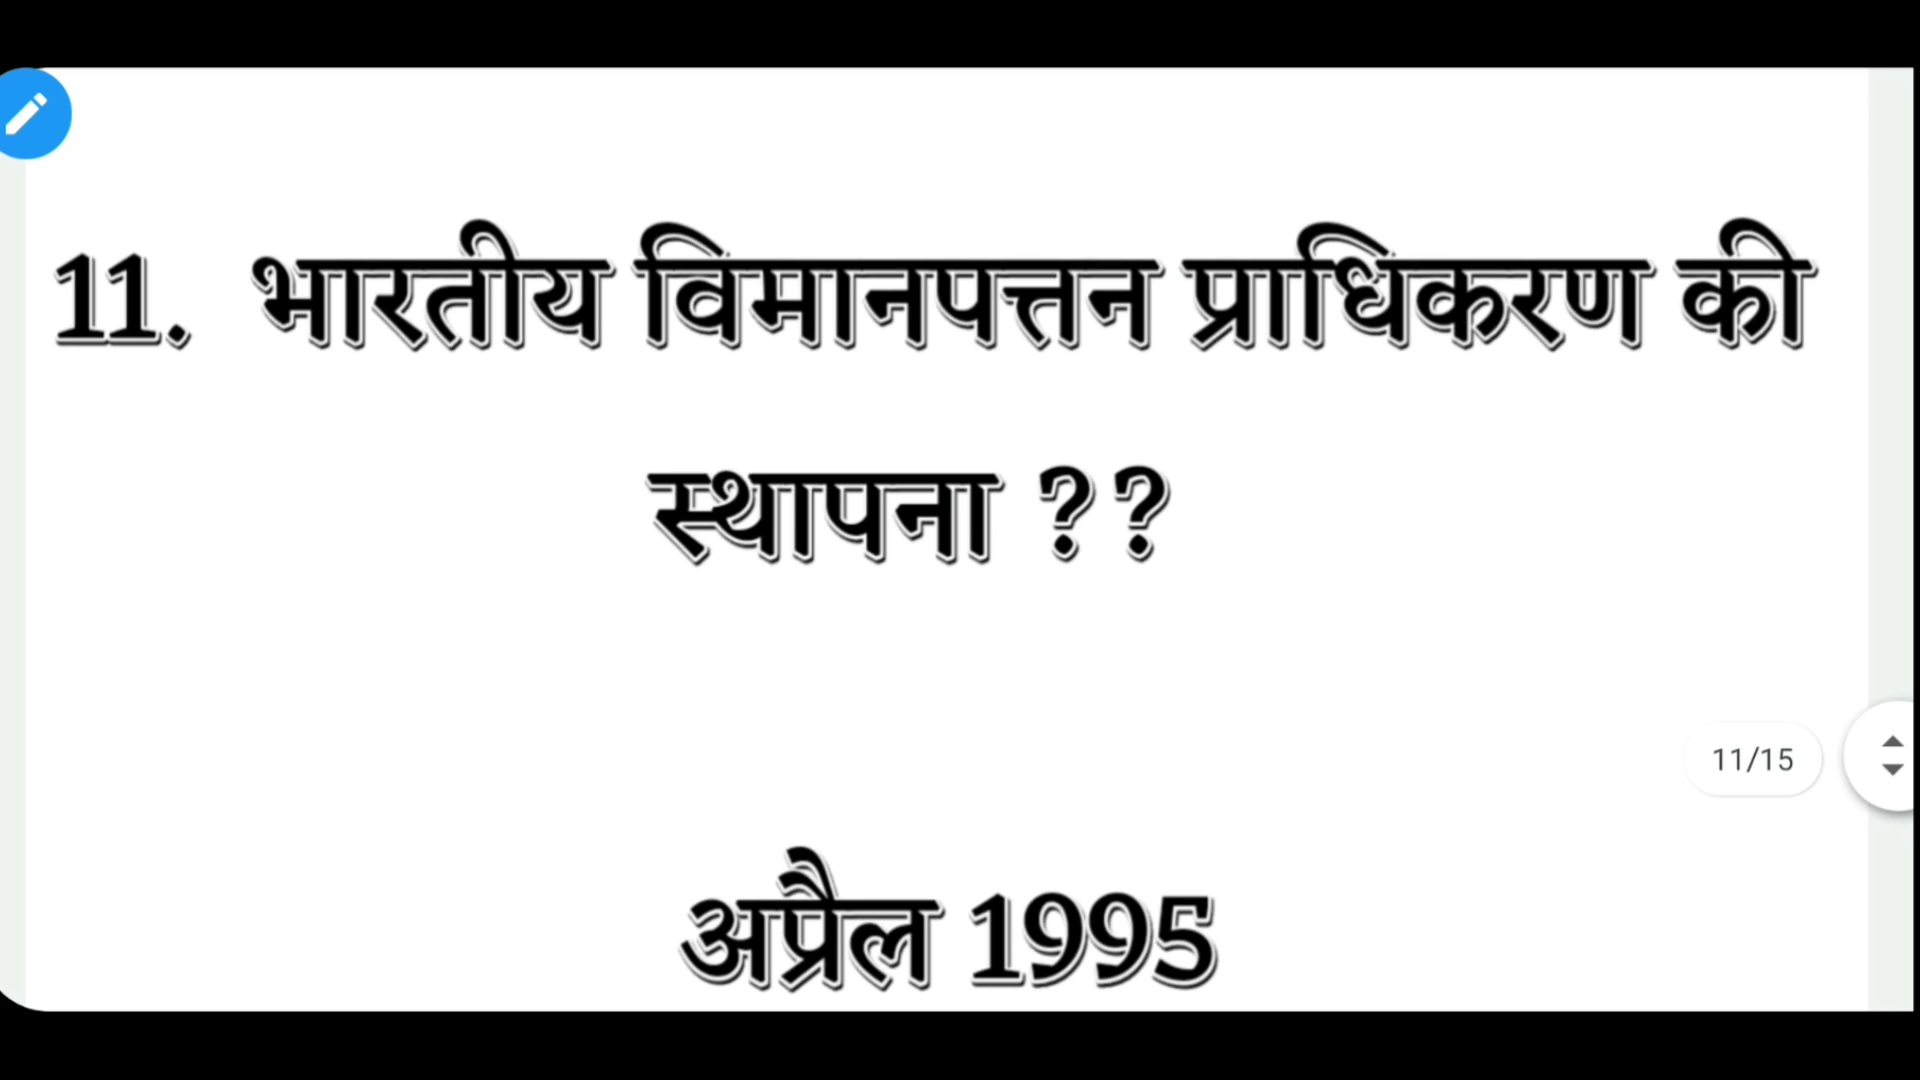 11. भारतीय विमानपत्तन प्राधिकरण की
स्थापना ??
11/15
अप्रैल 1995